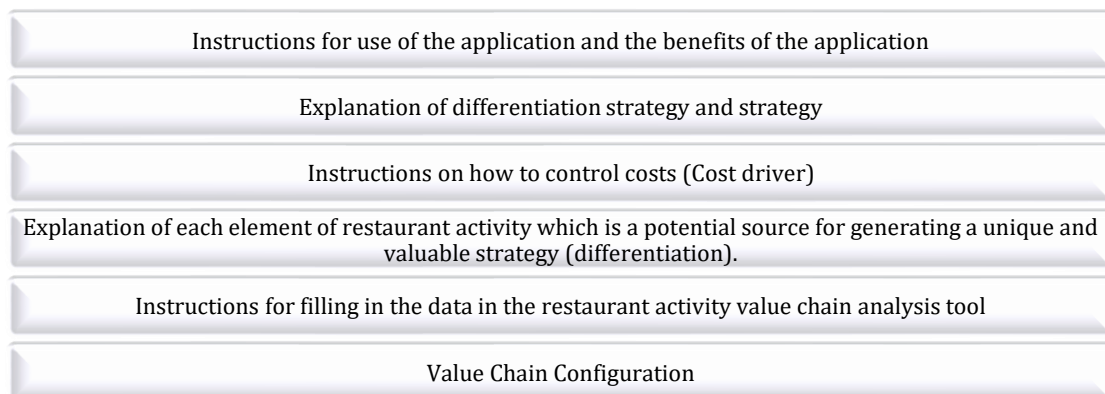 Instructions for use of the application and the benefits of the application
Explanation of differentiation strategy and strategy
Instructions on how to control costs (Cost driver)
Explanation of each element of restaurant activity which is a potential source for generating a unique and
valuable strategy (differentiation).
Instructions for filling in the data in the restaurant activity value chain analysis tool
Value Chain Configuration